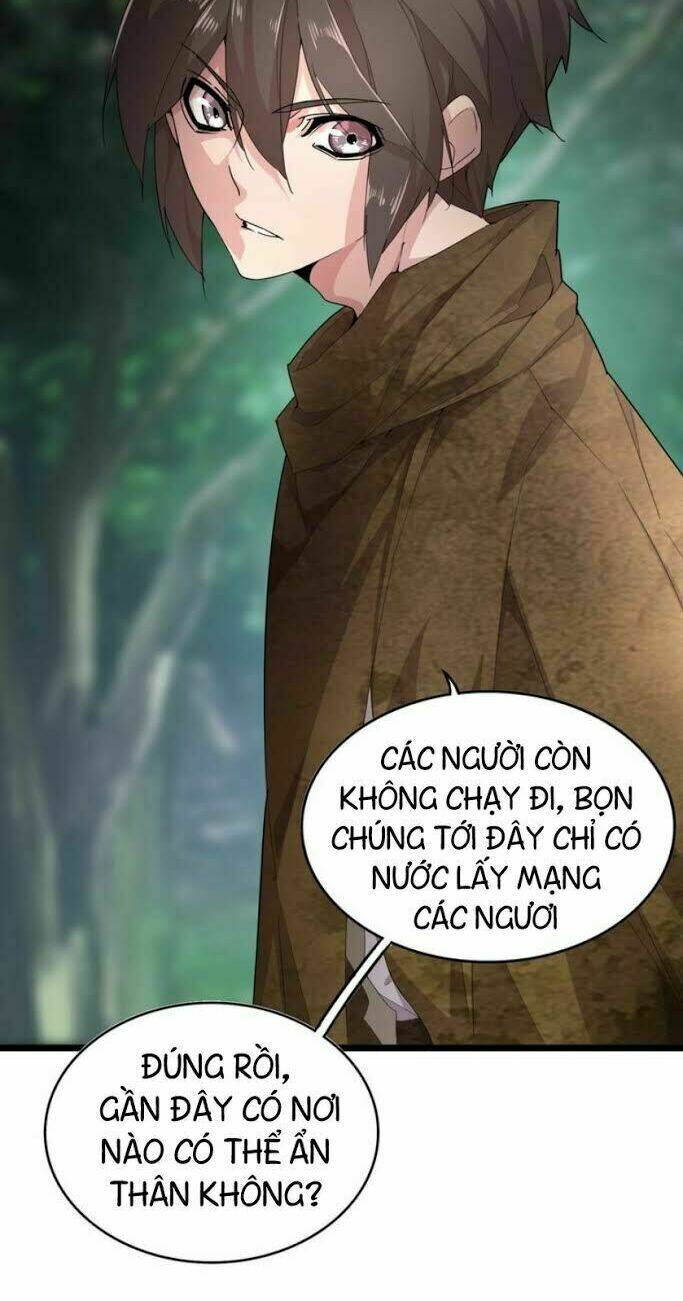 CÁC NGƯỜI CÒN
KHÔNG CHẠY ĐI, BỌN
CHÚNG TỚI ĐÂY CHỈ CÓ
NƯỚC LẤY MẠNG
CÁC NGƯƠI
ĐÚNG RỒI,
GẦN ĐÂY CÓ NƠI
NÀO CÓ THỂ ẨN
THÂN KHÔNG?